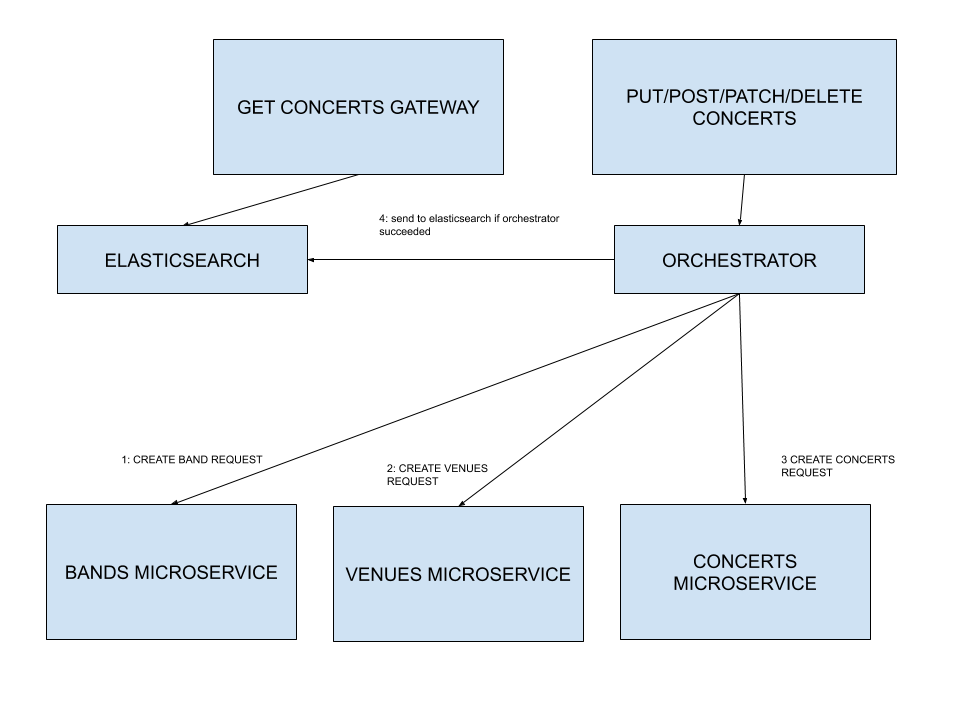 GET CONCERTS GATEWAY
PUT/POST/PATCH/DELETE
CONCERTS
4: send to elasticsearch if orchestrator
succeeded
ELASTICSEARCH
ORCHESTRATOR
1: CREATE BAND REQUEST
2: CREATE VENUES
REQUEST
3 CREATE CONCERTS
REQUEST
BANDS MICROSERVICE
VENUES MICROSERVICE
CONCERTS
MICROSERVICE